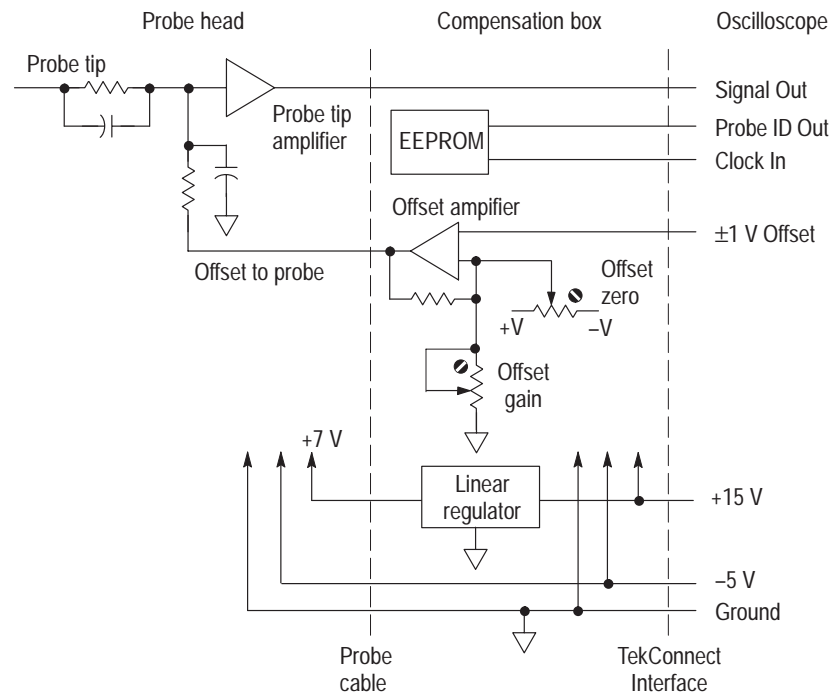 Probe head
Compensation box
Oscilloscope
Probe tip
Signal Out
Probe tip
amplifier
EEPROM
Probe ID Out
Clock In
Offset ampifier
±1 V Offset
Offset to probe
Offset
zero
+V
–V
Offset
gain
+7 V
Linear
regulator
+15 V
–5 V
Ground
Probe
cable
TekConnect
Interface